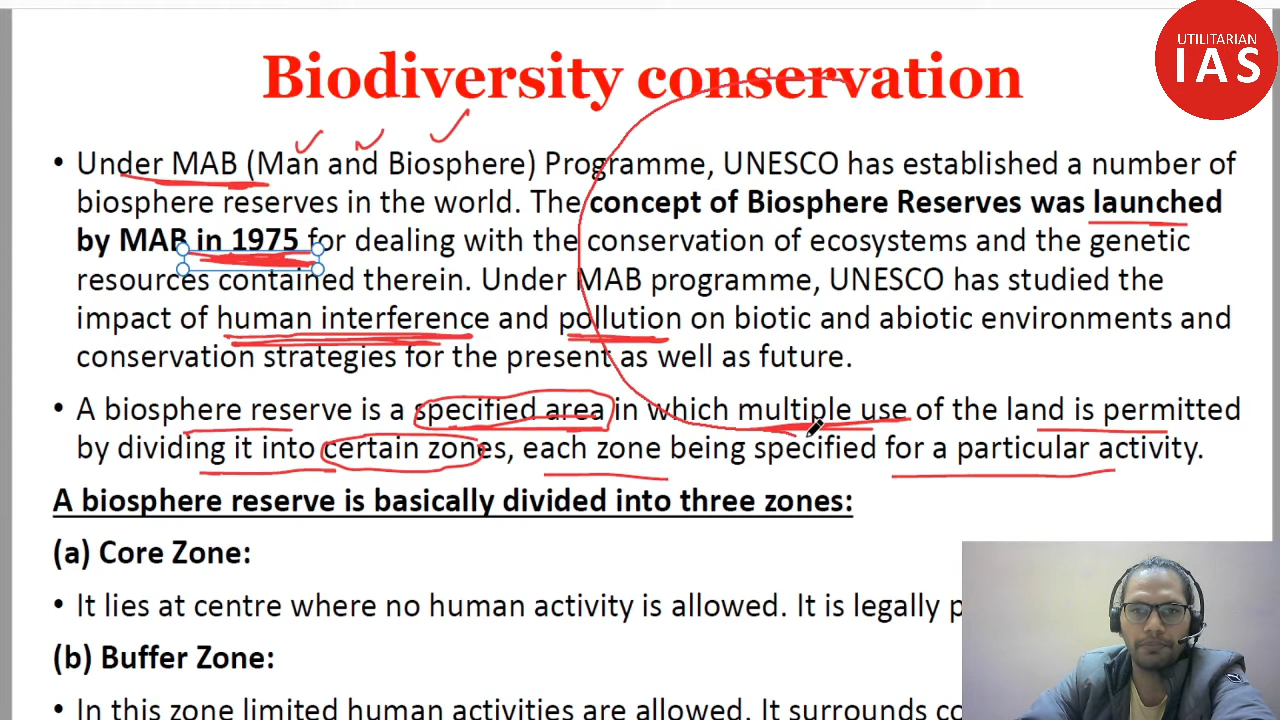 UTILITARIAN
IAS
Biodiversity conservation
• Under MAB (Man and Biosphere) Programme, UNESCO has established a number of
biosphere reserves in the world. The concept of Biosphere Reserves was launched
by MAB in 1975 for dealing with the conservation of ecosystems and the genetic
resources contained therein. Under MAB programme, UNESCO has studied the
impact of human interference and pollution on biotic and abiotic environments and
conservation strategies for the present as well as future.
• A biosphere reserve is a specified area in which multiple use of the land is permitted
by dividing it into certain zones, each zone being specified for a particular activity.
A biosphere reserve is basically divided into three zones:
(a) Core Zone:
• It lies at centre where no human activity is allowed. It is legally
(b) Buffer Zone:
• In this zone limited human activities are allowed. It surrounds